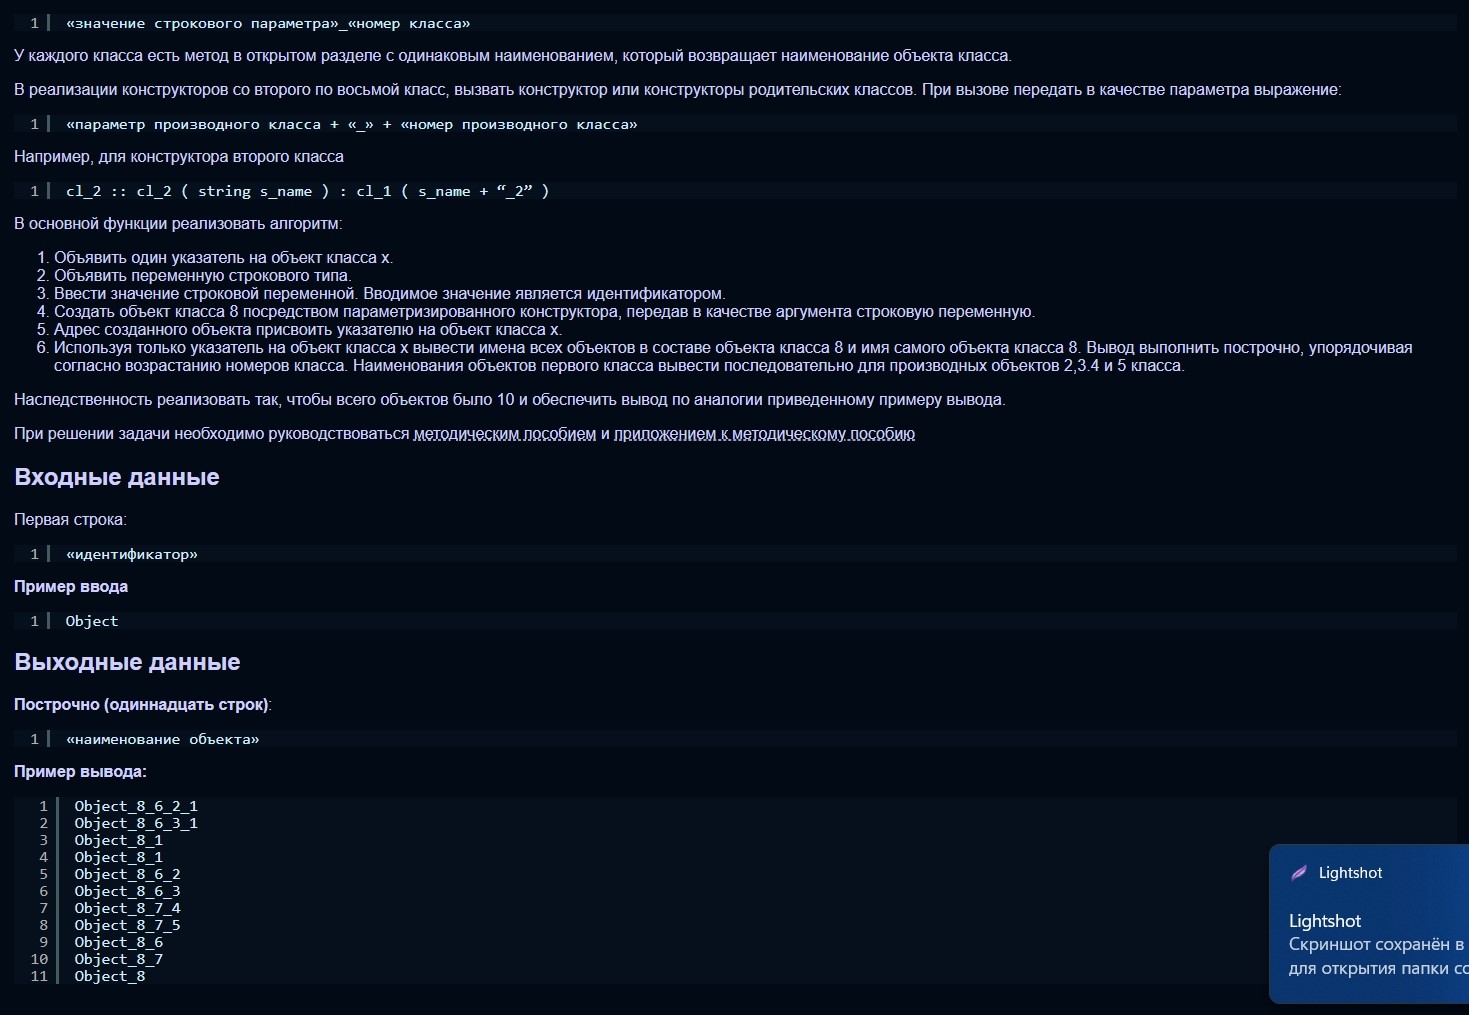 1 «значение строкового параметра»_«номер класса»
У каждого класса есть метод в открытом разделе с одинаковым наименованием, который возвращает наименование объекта класса.
В реализации конструкторов со второго по восьмой класс, вызвать конструктор или конструкторы родительских классов. При вызове передать в качестве параметра выражение:
1 «параметр производного класса + «_» + «номер производного класса»
Например, для конструктора второго класса
1 cl_2 :: cl_2 ( string s_name ) : cl_1 ( s_name + “_2” )
В основной функции реализовать алгоритм:
1. Объявить один указатель на объект класса x.
2. Объявить переменную строкового типа.
3. Ввести значение строковой переменной. Вводимое значение является идентификатором.
4. Создать объект класса 8 посредством параметризированного конструктора, передав в качестве аргумента строковую переменную.
5. Адрес созданного объекта присвоить указателю на объект класса x.
6. Используя только указатель на объект класса x вывести имена всех объектов в составе объекта класса 8 и имя самого объекта класса 8. Вывод выполнить построчно, упорядочивая
согласно возрастанию номеров класса. Наименования объектов первого класса вывести последовательно для производных объектов 2,3.4 и 5 класса.
Наследственность реализовать так, чтобы всего объектов было 10 и обеспечить вывод по аналогии приведенному примеру вывода.
При решении задачи необходимо руководствоваться методическим пособием и приложением к методическому пособию
Входные данные
Первая строка:
1 «идентификатор»
Пример ввода
1 Object
Выходные данные
Построчно (одиннадцать строк):
1 «наименование объекта»
Пример вывода:
1 Object_8_6_2_1
2 Object_8_6_3_1
3 Object_8_1
4 Object_8_1
5 Object_8_6_2
6 Object_8_6_3
7 Object_8_7_4
8 Object_8_7_5
9 Object_8_6
10 Object_8_7
11 Object_8
Lightshot
Lightshot
Скриншот сохранён в
для открытия папки со